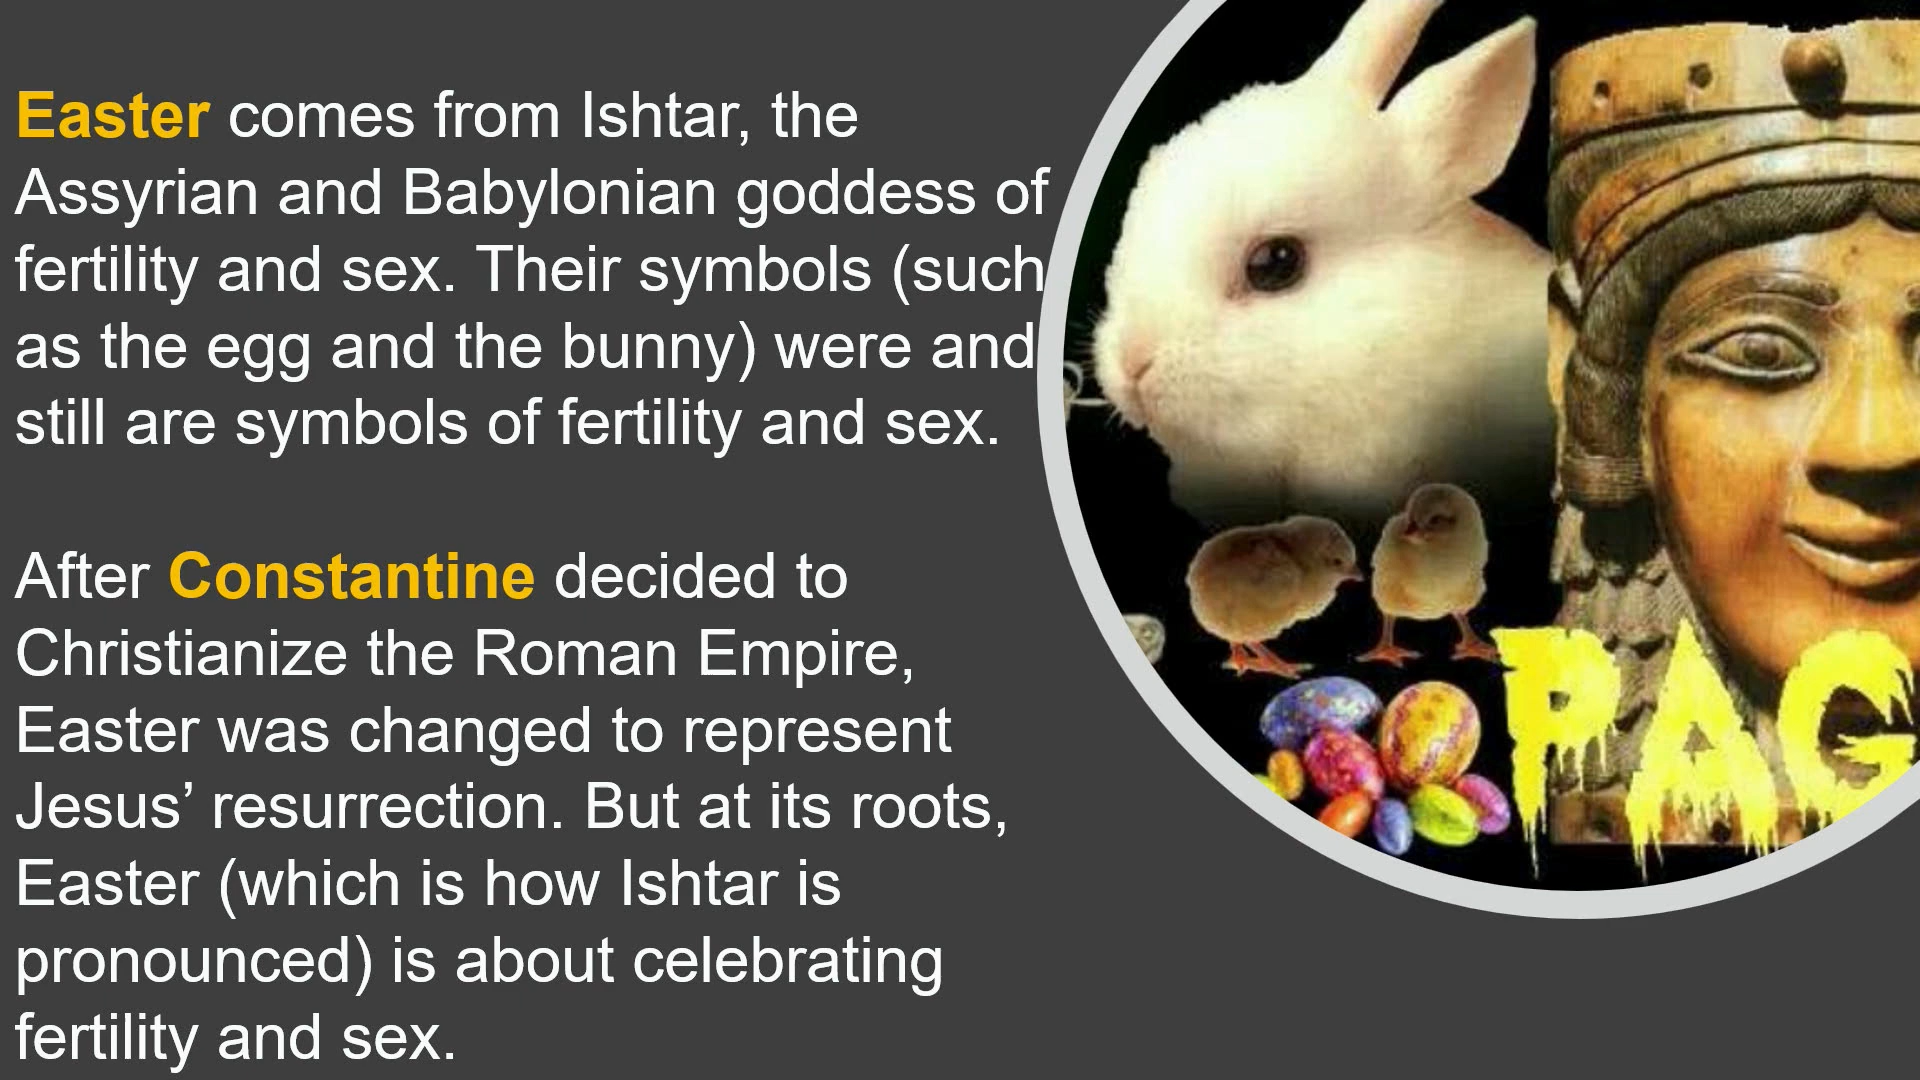 Easter comes from Ishtar, the
Assyrian and Babylonian goddess of
fertility and sex. Their symbols (such
as the egg and the bunny) were and
still are symbols of fertility and sex.
After Constantine decided to
Christianize the Roman Empire,
Easter was changed to represent
Jesus’ resurrection. But at its roots,
Easter (which is how Ishtar is
pronounced) is about celebrating
fertility and sex.
PAG